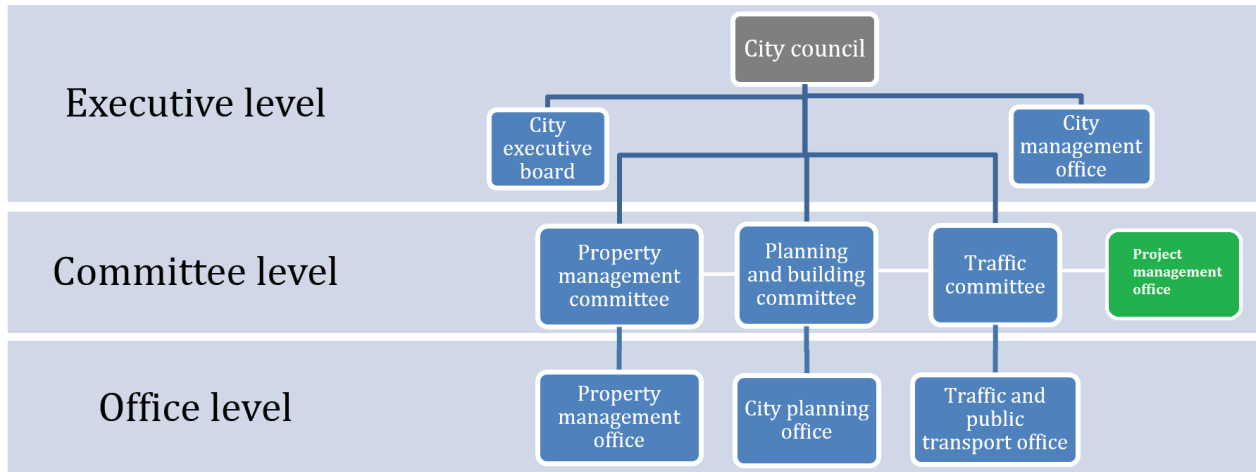 City council
Executive level
City
executive
board
City
management
office
Committee level
Property
management
committee
Planning
and building
committee
Traffic
committee
Project
management
office
Office level
Property
management
office
City planning
office
Traffic and
public
transport office